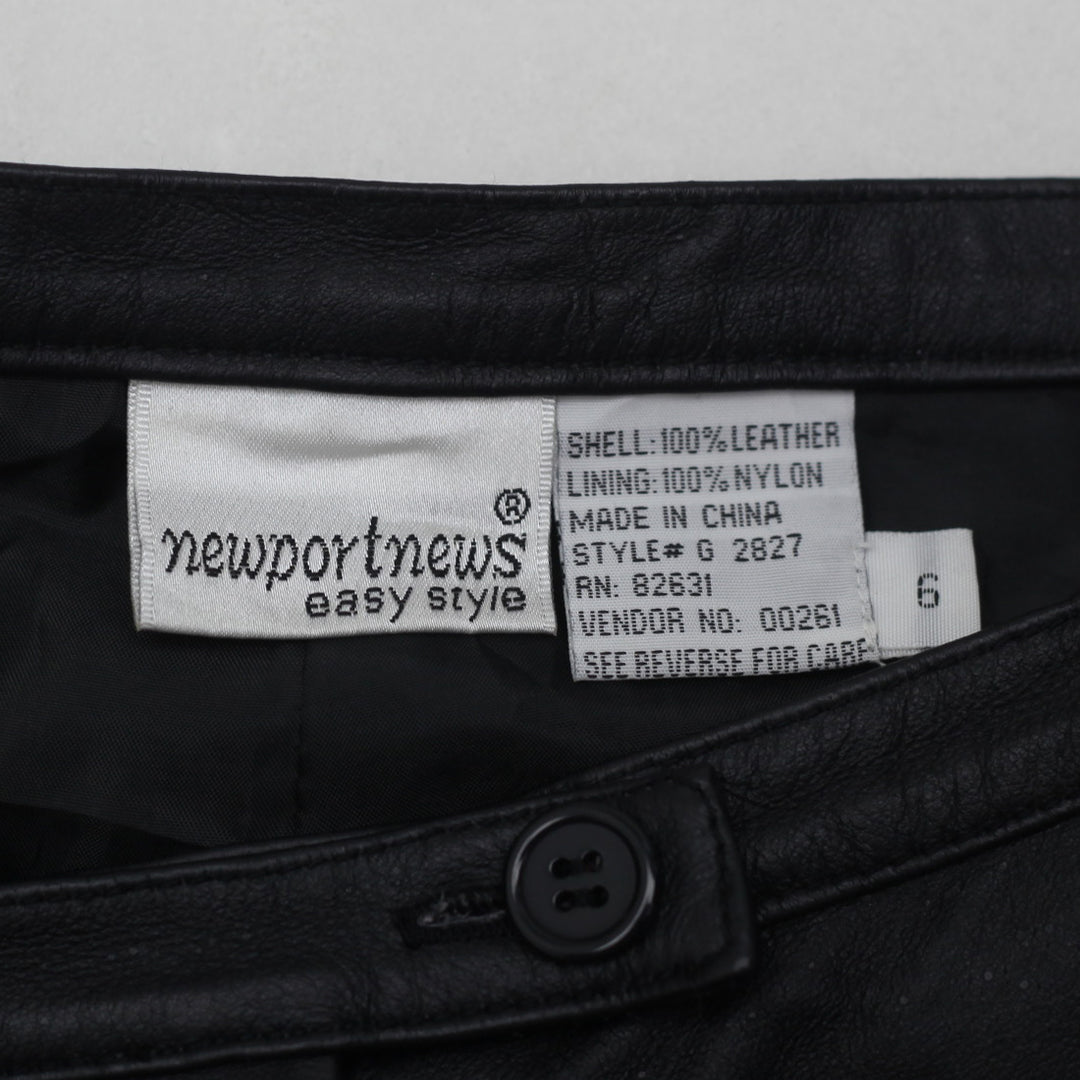 ®
newportnews
easy style
SHELL: 100% LEATHER
LINING: 100% NYLON
MADE IN CHINA
STYLE# G 2827
RN: 82631
VENDOR NO: 00261
SEE REVERSE FOR CARE
6